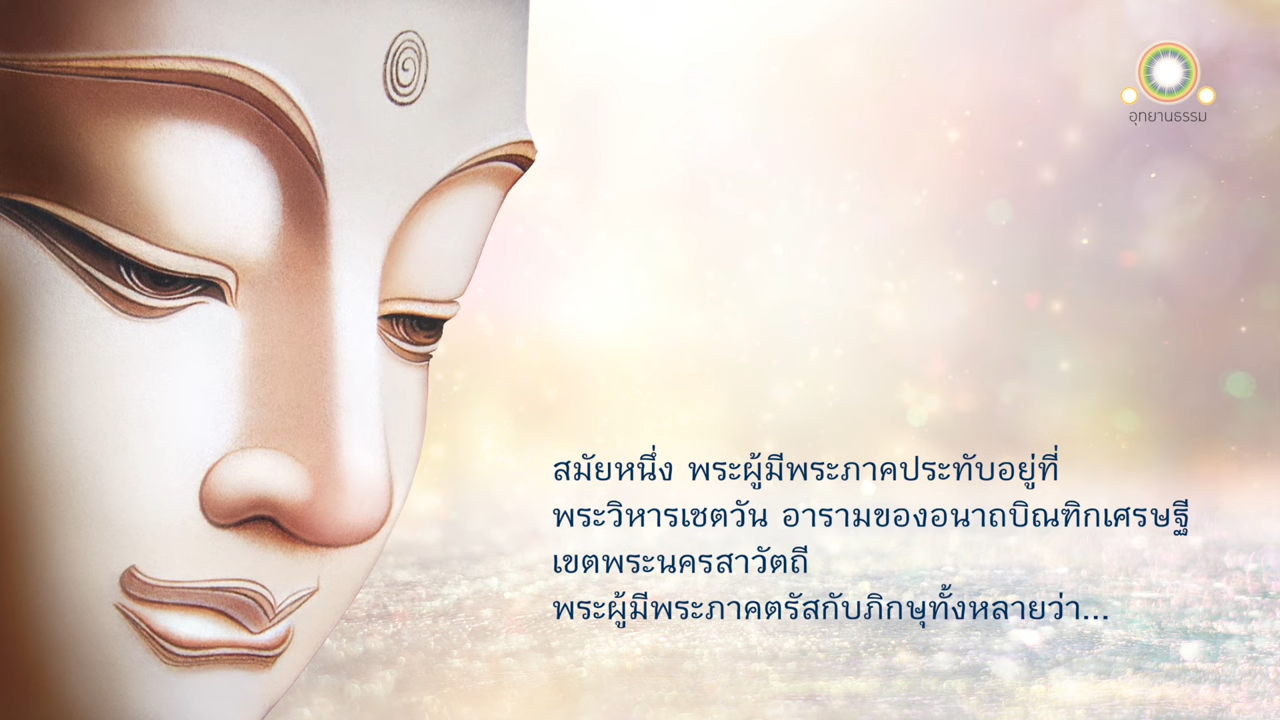 อุทยานธรรม
สมัยหนึ่ง พระผู้มีพระภาคประทับอยู่ที่
พระวิหารเชตวัน อารามของอนาถบิณฑิกเศรษฐี
เขตพระนครสาวัตถี
พระผู้มีพระภาคตรัสกับภิกษุทั้งหลายว่า...